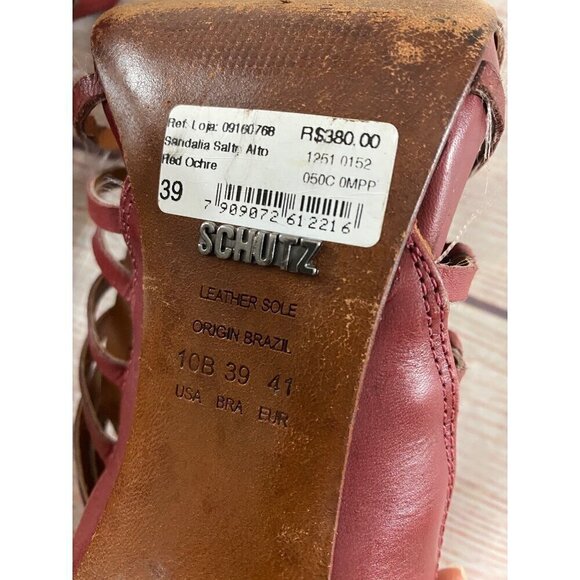 Ref: Loja: 09160768
Sandalia Salto Alto
Red Ochre
39
R$380.00
1251 0152
050C 0MPP
7 909072 612216
SCHUTZ
LEATHER SOLE
ORIGIN BRAZIL
10B 39 41
USA BRA EUR